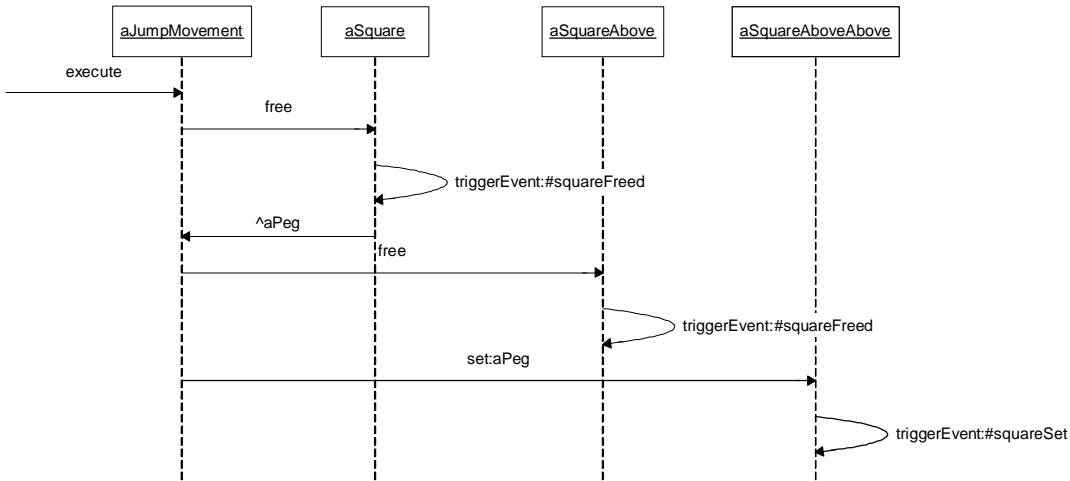 aJumpMovement
aSquare
aSquareAbove
aSquareAboveAbove
execute
free
triggerEvent:#squareFreed
^aPeg
free
triggerEvent:#squareFreed
set:aPeg
triggerEvent:#squareSet